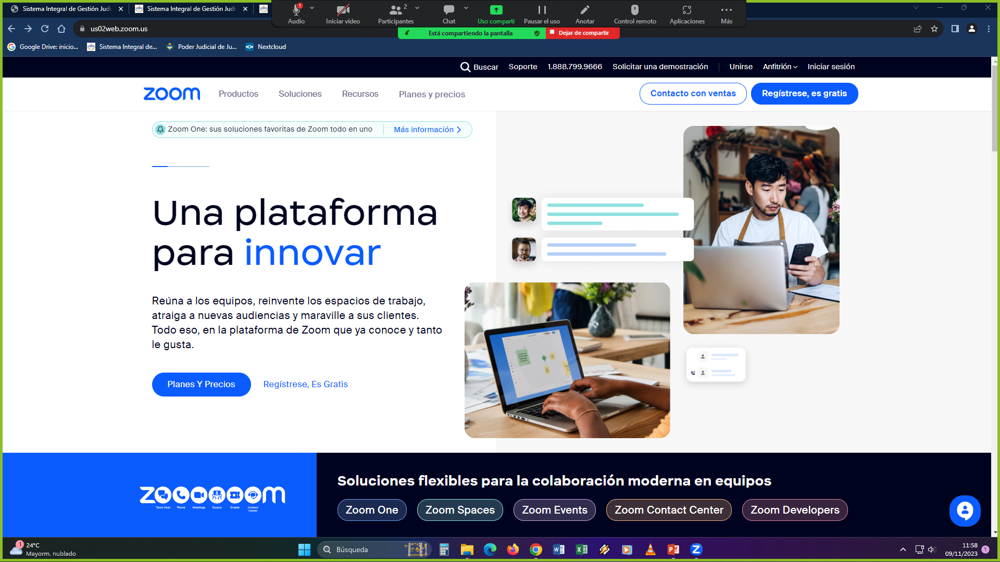 Sistema Integral de Gestión Judi
Sistema Integral de Gestión Judi
Audio
Iniciar vídeo
Participantes
2
Chat
Uso comparti
Pausar el uso
Anotar
Control remoto
Aplicaciones
Más
us02web.zoom.us
Está compartiendo la pantalla
Dejar de compartir
Google Drive: inicio...
Sistema Integral de...
Poder Judicial de Ju...
Nextcloud
Buscar
Soporte
1.888.799.9666
Solicitar una demostración
Unirse
Anfitrión
Iniciar sesión
zoom
Productos
Soluciones
Recursos
Planes y precios
Contacto con ventas
Regístrese, es gratis
Zoom One: sus soluciones favoritas de Zoom todo en uno
Más información
Una plataforma
para innovar
Reúna a los equipos, reinvente los espacios de trabajo,
atraiga a nuevas audiencias y maraville a sus clientes.
Todo eso, en la plataforma de Zoom que ya conoce y tanto
le gusta.
Planes Y Precios
Regístrese, Es Gratis
zoooooom
Team Chat
Phone
Meetings
Rooms
Events
Contact
Center
Soluciones flexibles para la colaboración moderna en equipos
Zoom One
Zoom Spaces
Zoom Events
Zoom Contact Center
Zoom Developers
1
24°C
Mayorm. nublado
Búsqueda
11:58
09/11/2023
1